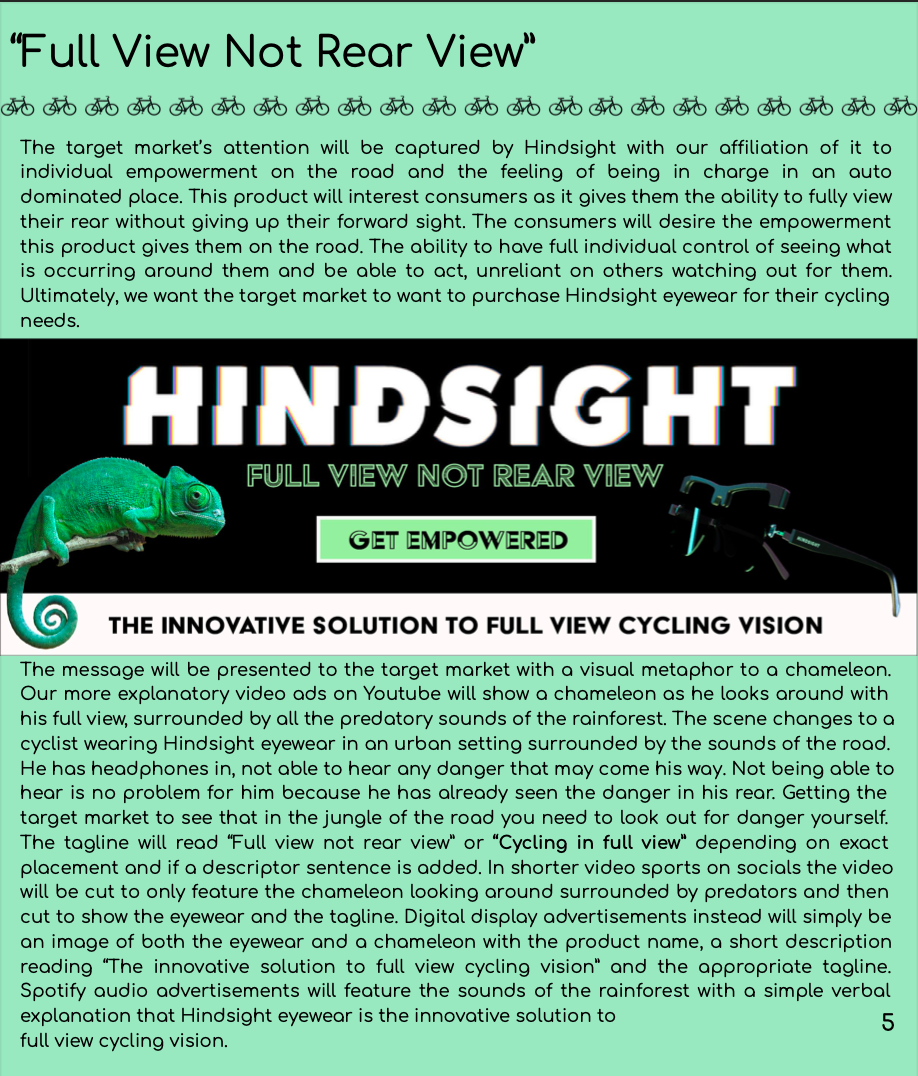 “Full View Not Rear View”
The target market’s attention will be captured by Hindsight with our affiliation of it to
individual empowerment on the road and the feeling of being in charge in an auto
dominated place. This product will interest consumers as it gives them the ability to fully view
their rear without giving up their forward sight. The consumers will desire the empowerment
this product gives them on the road. The ability to have full individual control of seeing what
is occurring around them and be able to act, unreliant on others watching out for them.
Ultimately, we want the target market to want to purchase Hindsight eyewear for their cycling
needs.
HINDSIGHT
FULL VIEW NOT REAR VIEW
GET EMPOWERED
HINDSIGHT
THE INNOVATIVE SOLUTION TO FULL VIEW CYCLING VISION
The message will be presented to the target market with a visual metaphor to a chameleon.
Our more explanatory video ads on Youtube will show a chameleon as he looks around with
his full view, surrounded by all the predatory sounds of the rainforest. The scene changes to a
cyclist wearing Hindsight eyewear in an urban setting surrounded by the sounds of the road.
He has headphones in, not able to hear any danger that may come his way. Not being able to
hear is no problem for him because he has already seen the danger in his rear. Getting the
target market to see that in the jungle of the road you need to look out for danger yourself.
The tagline will read “Full view not rear view” or “Cycling in full view” depending on exact
placement and if a descriptor sentence is added. In shorter video sports on socials the video
will be cut to only feature the chameleon looking around surrounded by predators and then
cut to show the eyewear and the tagline. Digital display advertisements instead will simply be
an image of both the eyewear and a chameleon with the product name, a short description
reading “The innovative solution to full view cycling vision” and the appropriate tagline.
Spotify audio advertisements will feature the sounds of the rainforest with a simple verbal
explanation that Hindsight eyewear is the innovative solution to
full view cycling vision.
5